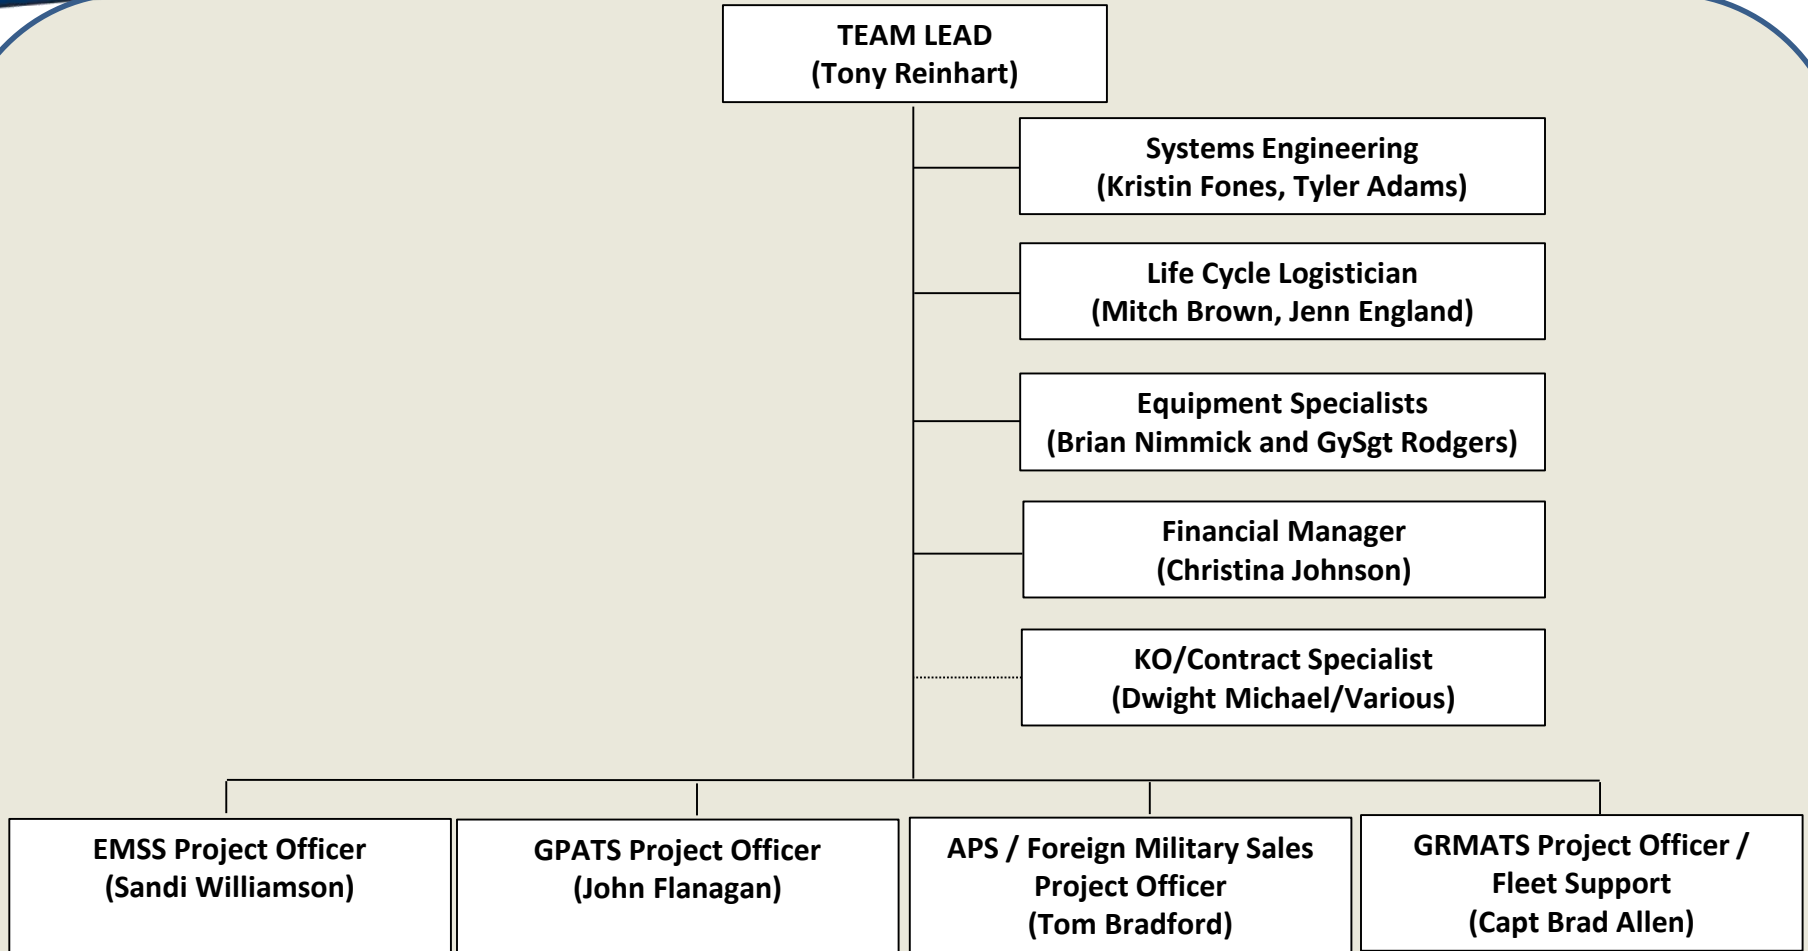 TEAM LEAD
(Tony Reinhart)
Systems Engineering
(Kristin Fones, Tyler Adams)
Life Cycle Logistician
(Mitch Brown, Jenn England)
Equipment Specialists
(Brian Nimmick and GySgt Rodgers)
Financial Manager
(Christina Johnson)
KO/Contract Specialist
(Dwight Michael/Various)
EMSS Project Officer
(Sandi Williamson)
GPATS Project Officer
(John Flanagan)
APS / Foreign Military Sales
Project Officer
(Tom Bradford)
GRMATS Project Officer /
Fleet Support
(Capt Brad Allen)